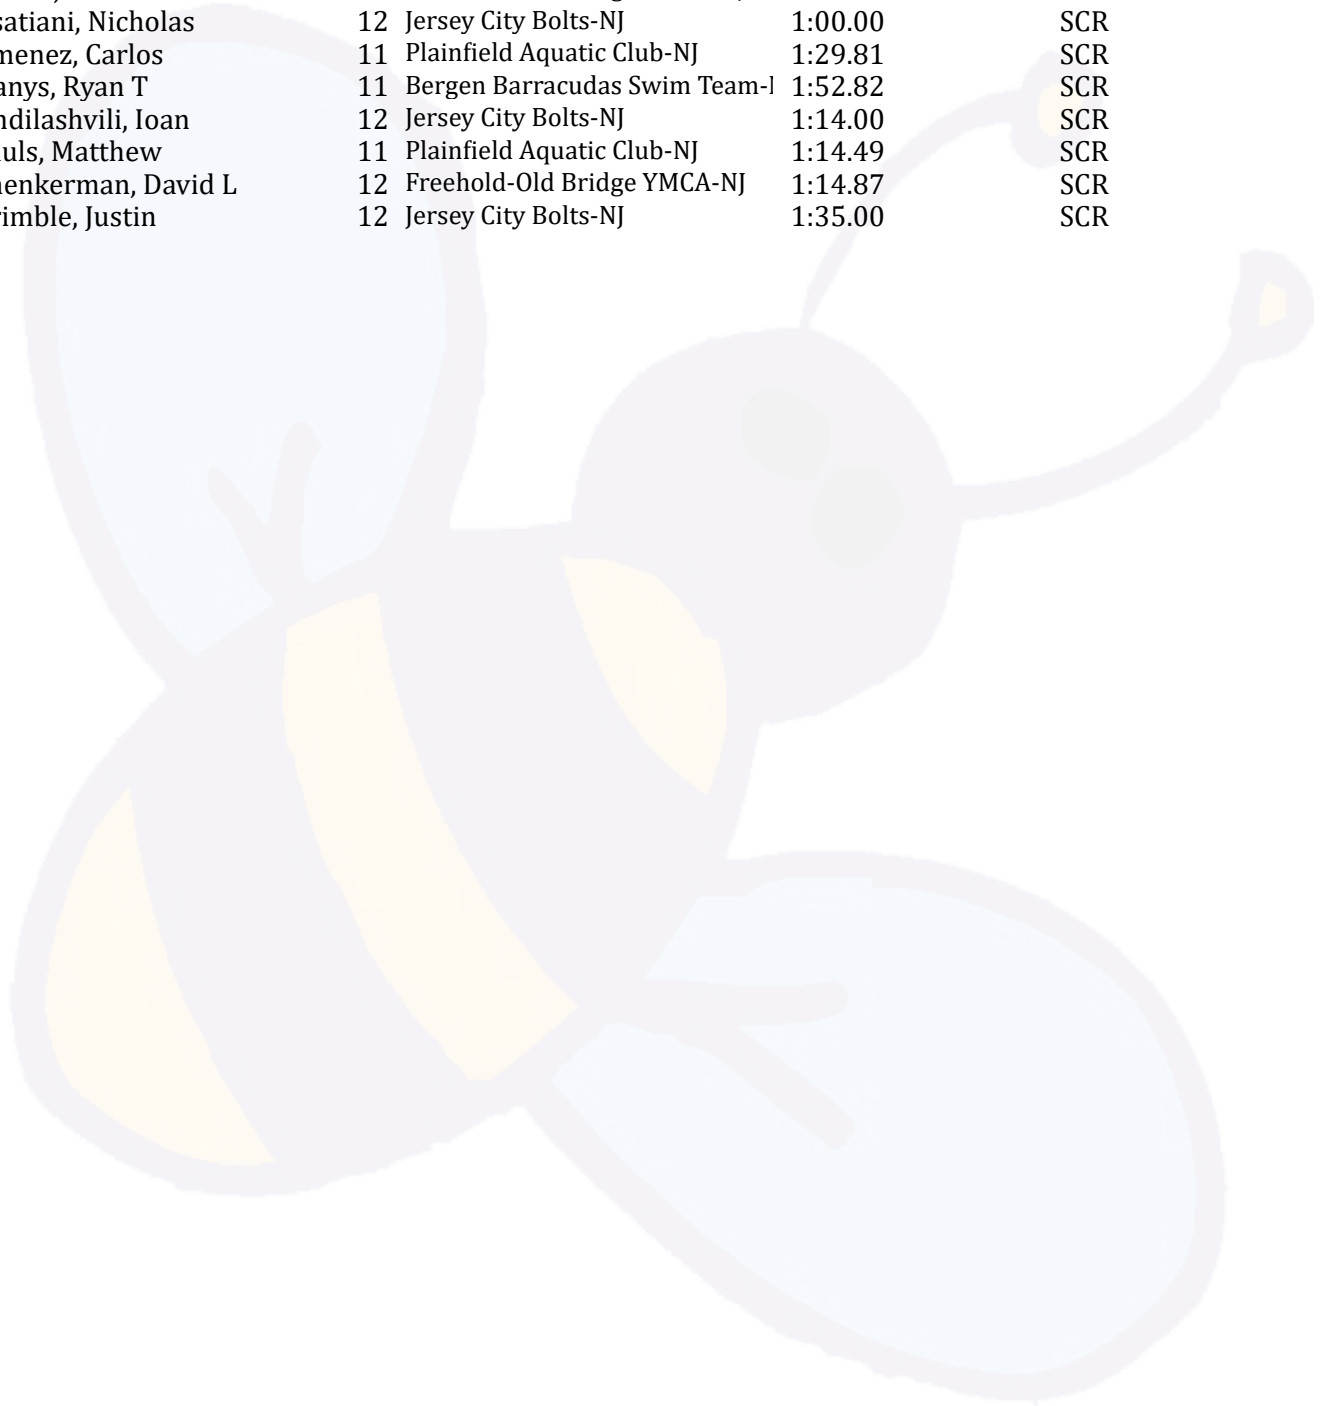 satiani, Nicholas 12 Jersey City Bolts-NJ 1:00.00 SCR
menez, Carlos 11 Plainfield Aquatic Club-NJ 1:29.81 SCR
anys, Ryan T 11 Bergen Barracudas Swim Team- 1:52.82 SCR
ndilashvili, Ioan 12 Jersey City Bolts-NJ 1:14.00 SCR
uls, Matthew 11 Plainfield Aquatic Club-NJ 1:14.49 SCR
enkerman, David L 12 Freehold-Old Bridge YMCA-NJ 1:14.87 SCR
imble, Justin 12 Jersey City Bolts-NJ 1:35.00 SCR